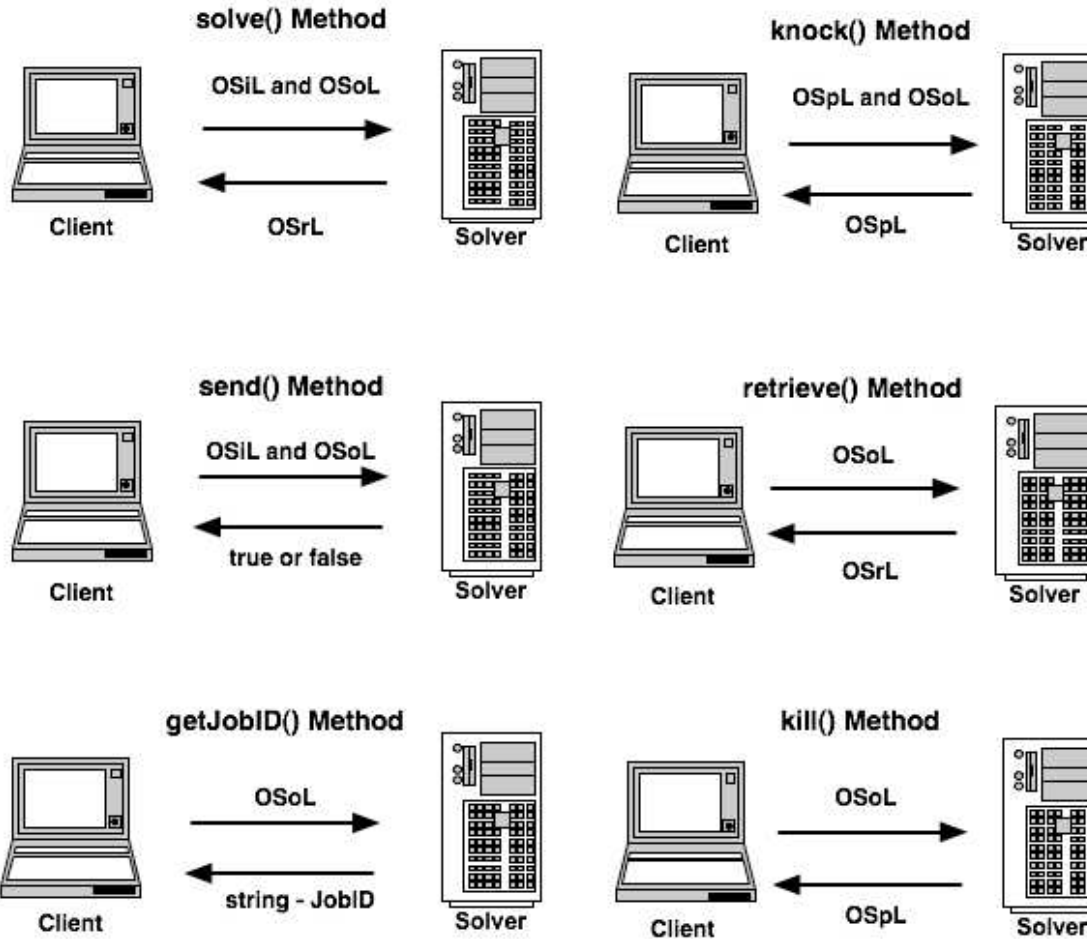 solve() Method
OSiL and OSoL
OSrL
Client
Solver
knock() Method
OSpL and OSoL
OSpL
Client
Solver
send() Method
OSiL and OSoL
true or false
Client
Solver
retrieve() Method
OSoL
OSrL
Client
Solver
getJobID() Method
OSoL
string - JobID
Client
Solver
kill() Method
OSoL
OSpL
Client
Solver